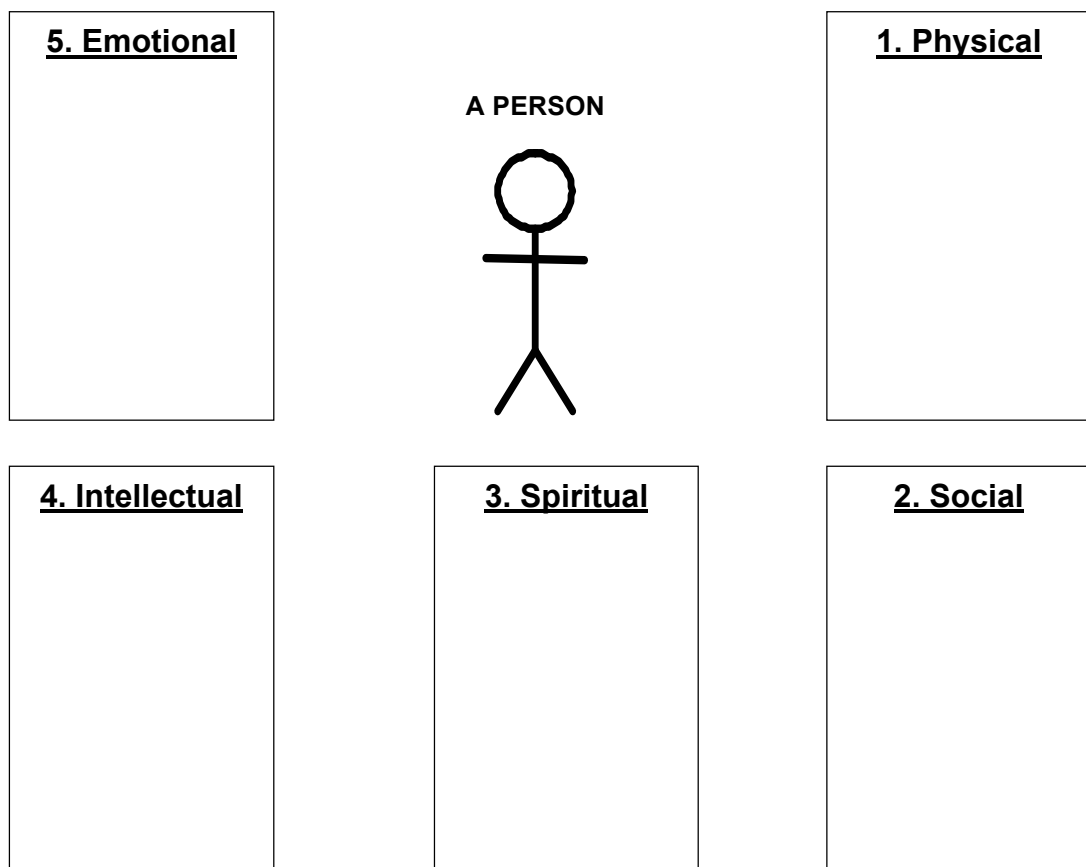 5. Emotional
1. Physical
A PERSON
4. Intellectual
3. Spiritual
2. Social